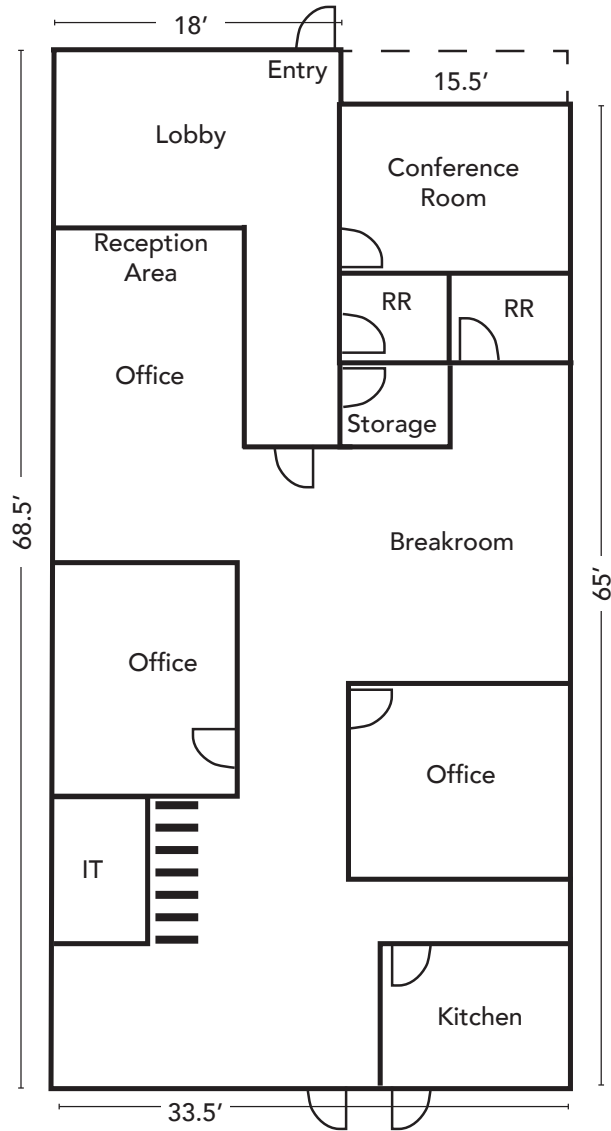 18’
Entry
15.5’
Lobby
Conference
Room
Reception
Area
RR
RR
Office
Storage
68.5’
Breakroom
65’
Office
Office
IT
Kitchen
33.5’